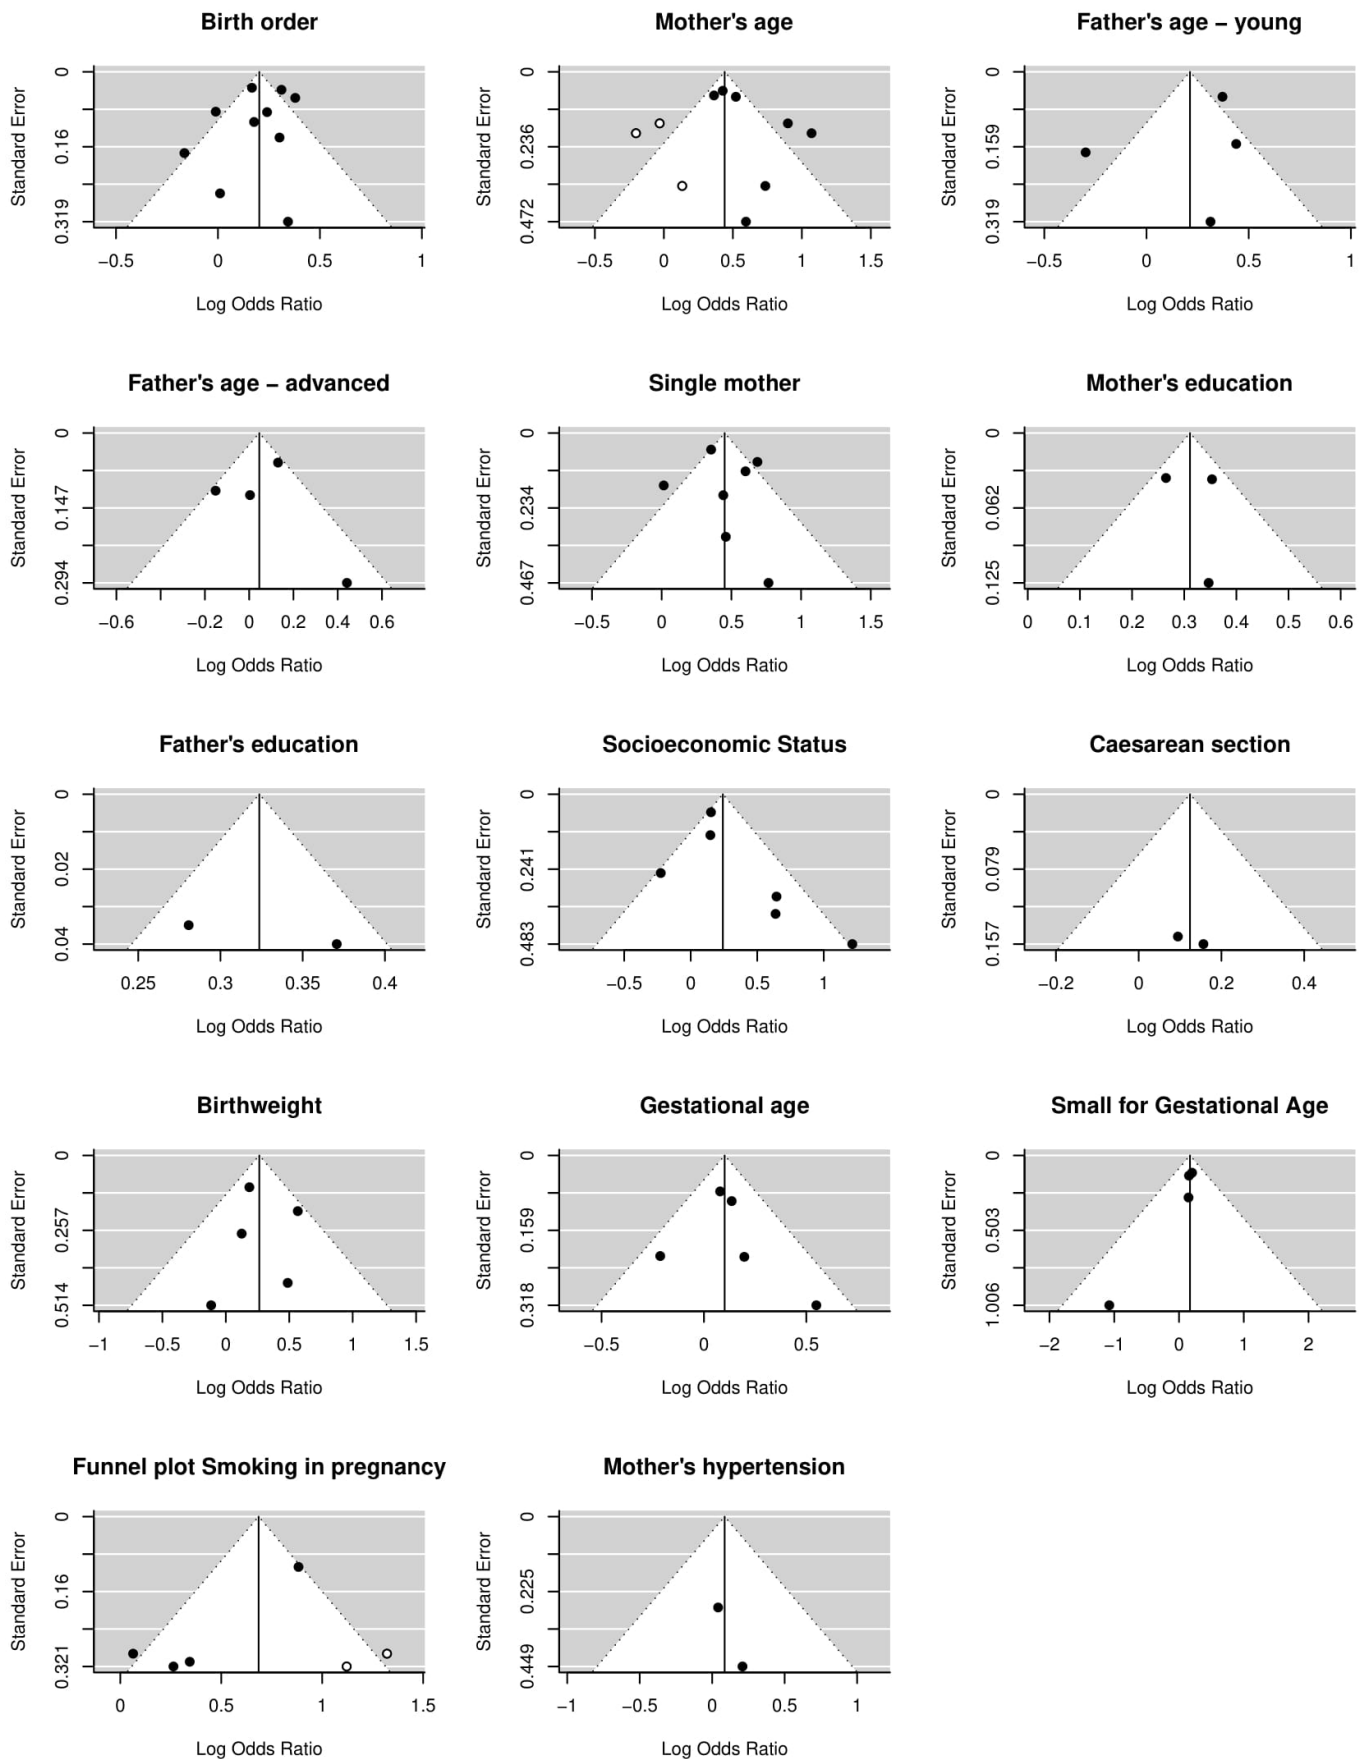 Birth order
Standard Error
0
0.16
0.319
−0.5 0 0.5 1
Log Odds Ratio
Mother's age
Standard Error
0
0.236
0.472
−0.5 0 0.5 1 1.5
Log Odds Ratio
Father's age − young
Standard Error
0
0.159
0.319
−0.5 0 0.5 1
Log Odds Ratio
Father's age − advanced
Standard Error
0
0.147
0.294
−0.6 −0.2 0 0.2 0.4 0.6
Log Odds Ratio
Single mother
Standard Error
0
0.234
0.467
−0.5 0 0.5 1 1.5
Log Odds Ratio
Mother's education
Standard Error
0
0.062
0.125
0 0.1 0.2 0.3 0.4 0.5 0.6
Log Odds Ratio
Father's education
Standard Error
0
0.02
0.04
0.25 0.3 0.35 0.4
Log Odds Ratio
Socioeconomic Status
Standard Error
0
0.241
0.483
−0.5 0 0.5 1
Log Odds Ratio
Caesarean section
Standard Error
0
0.079
0.157
−0.2 0 0.2 0.4
Log Odds Ratio
Birthweight
Standard Error
0
0.257
0.514
−1 −0.5 0 0.5 1 1.5
Log Odds Ratio
Gestational age
Standard Error
0
0.159
0.318
−0.5 0 0.5
Log Odds Ratio
Small for Gestational Age
Standard Error
0
0.503
1.006
−2 −1 0 1 2
Log Odds Ratio
Funnel plot Smoking in pregnancy
Standard Error
0
0.16
0.321
0 0.5 1 1.5
Log Odds Ratio
Mother's hypertension
Standard Error
0
0.225
0.449
−1 −0.5 0 0.5 1
Log Odds Ratio